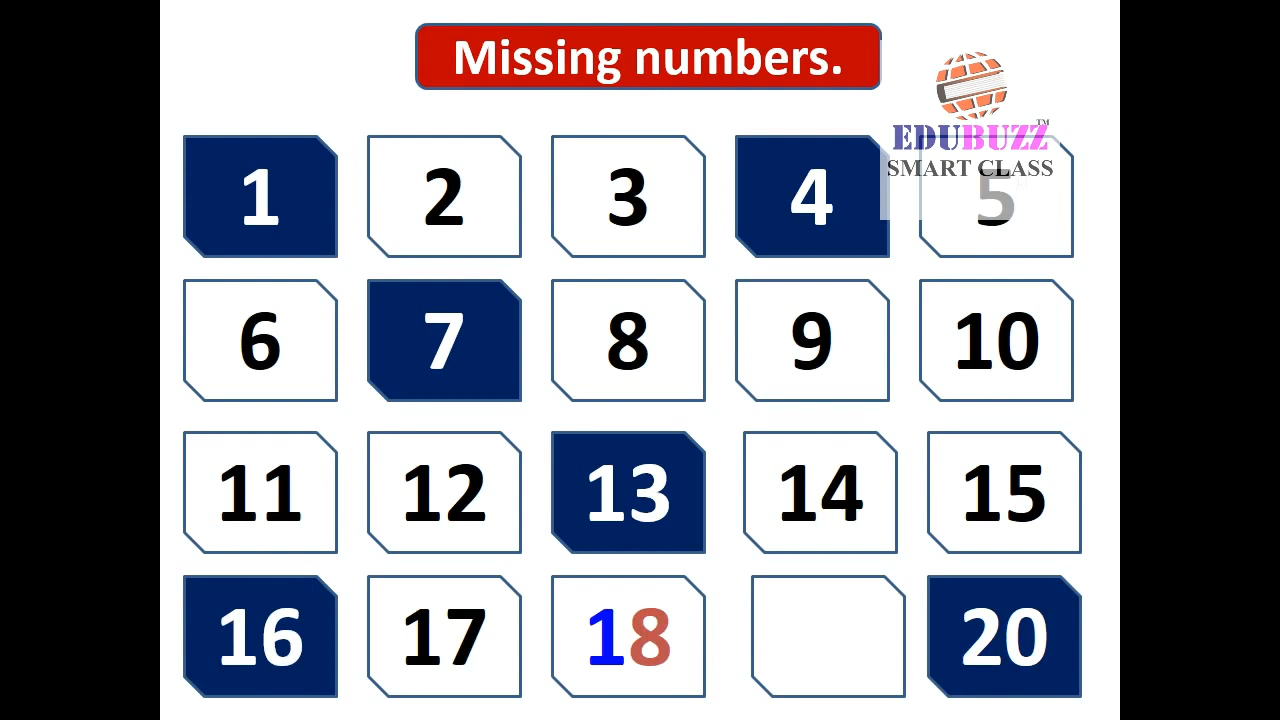 Missing numbers.
EDUBUZZ™
SMART CLASS
1 2 3 4 5
6 7 8 9 10
11 12 13 14 15
16 17 18 20